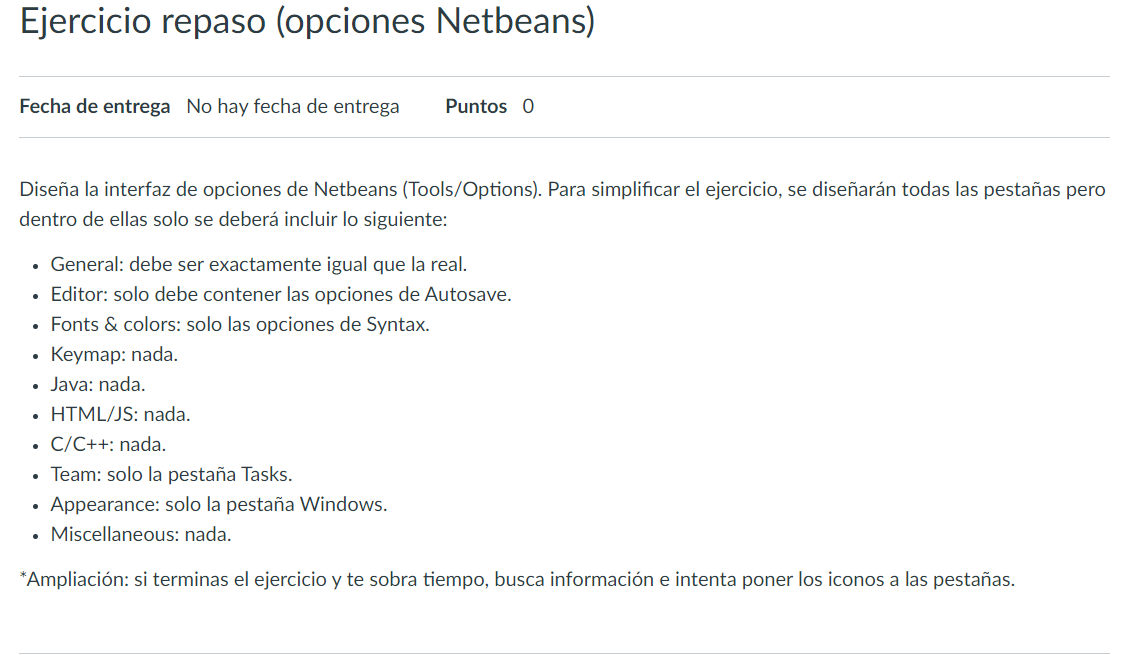 Ejercicio repaso (opciones Netbeans)
Fecha de entrega No hay fecha de entrega Puntos 0
Diseña la interfaz de opciones de Netbeans (Tools/Options). Para simplificar el ejercicio, se diseñarán todas las pestañas pero
dentro de ellas solo se deberá incluir lo siguiente:
• General: debe ser exactamente igual que la real.
• Editor: solo debe contener las opciones de Autosave.
• Fonts & colors: solo las opciones de Syntax.
• Keymap: nada.
• Java: nada.
• HTML/JS: nada.
• C/C++: nada.
• Team: solo la pestaña Tasks.
• Appearance: solo la pestaña Windows.
• Miscellaneous: nada.
*Ampliación: si terminas el ejercicio y te sobra tiempo, busca información e intenta poner los iconos a las pestañas.